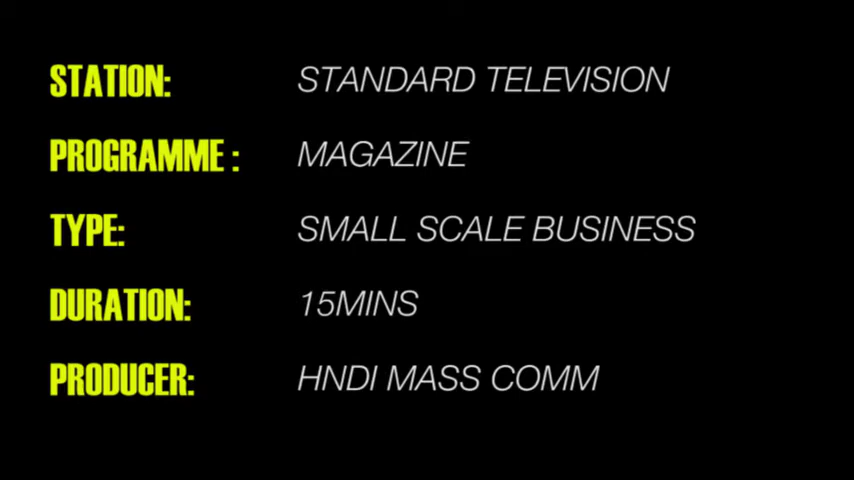 STATION: STANDARD TELEVISION
PROGRAMME : MAGAZINE
TYPE: SMALL SCALE BUSINESS
DURATION: 15MINS
PRODUCER: HNDI MASS COMM